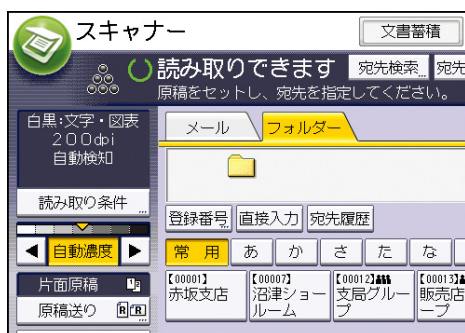 スキャナー
文書蓄積
読み取りできます
宛先検索
宛先
原稿をセットし、宛先を指定してください。
白黒:文字・図表
200dpi
自動検知
メール
フォルダー
読み取り条件
登録番号
直接入力
宛先履歴
自動濃度
常用
あ
か
さ
た
な
片面原稿
原稿送り
【00001】
赤坂支店
【00007】
沼津ショー
ルーム
【00012】
支局グルー
プ
【00013】
販売店
ープ